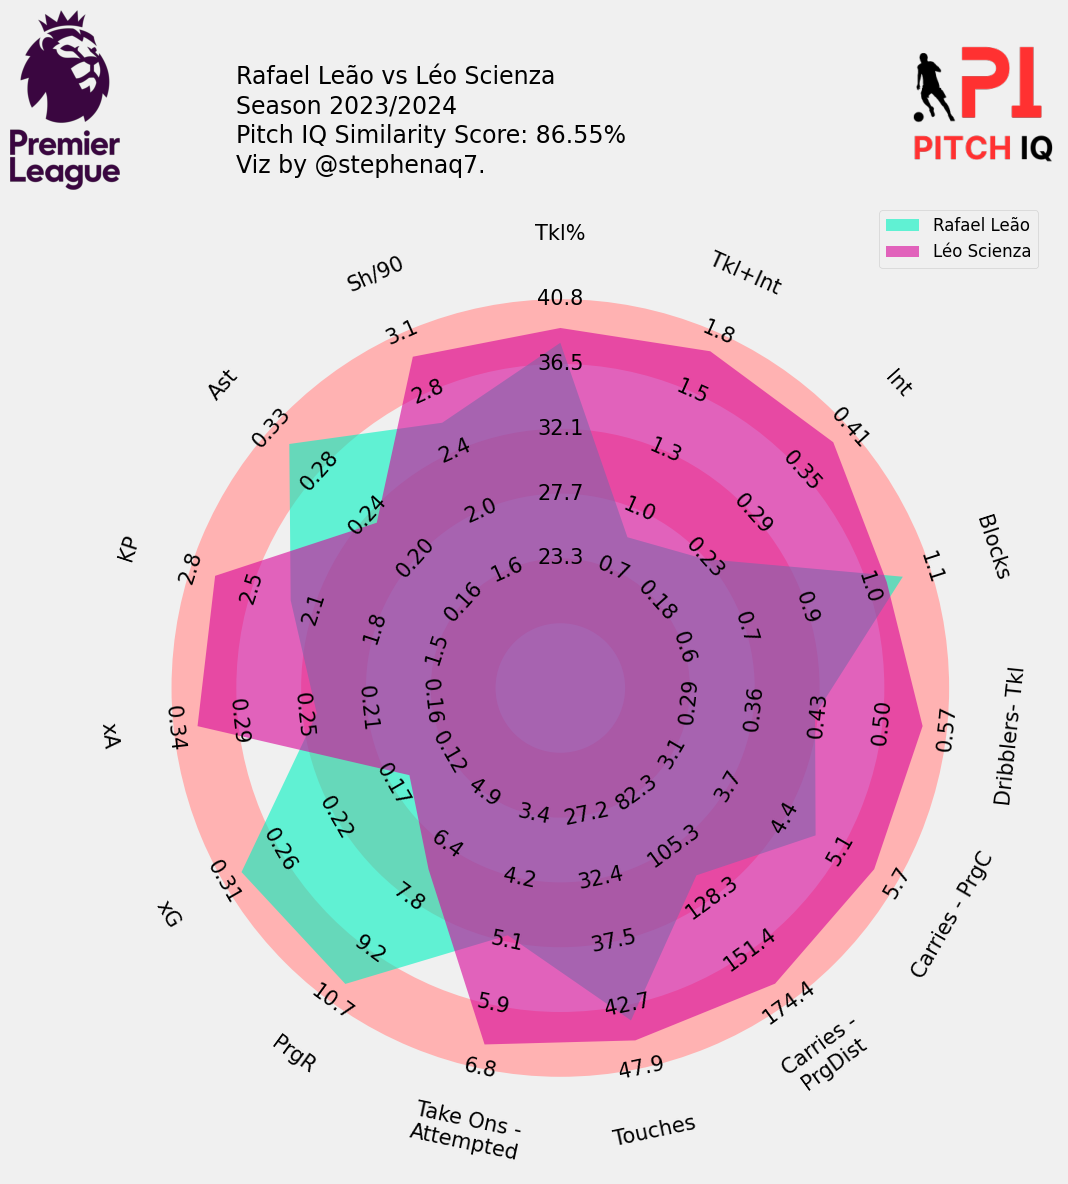 Rafael Leão vs Léo Scienza
Season 2023/2024
Pitch IQ Similarity Score: 86.55%
Viz by @stephenaq7.
Premier
League
PI
PITCH IQ
Rafael Leão
Léo Scienza
Tkl%
40.8
36.5
32.1
27.7
23.3
Tkl+Int
1.8
1.5
1.3
1.0
0.7
Int
0.41
0.35
0.29
0.23
0.18
Blocks
1.1
1.0
0.9
0.7
0.6
Dribblers- Tkl
0.57
0.50
0.43
0.36
0.29
Carries - PrgC
5.7
5.1
4.4
3.7
3.1
Carries -
PrgDist
174.4
151.4
128.3
105.3
82.3
Touches
47.9
42.7
37.5
32.4
27.2
Take Ons -
Attempted
6.8
5.9
5.1
4.2
3.4
PrgR
10.7
9.2
7.8
6.4
4.9
xG
0.31
0.26
0.22
0.17
0.12
xA
0.34
0.29
0.25
0.21
0.16
KP
2.8
2.5
2.1
1.8
1.5
Ast
0.33
0.28
0.24
0.20
0.16
Sh/90
3.1
2.8
2.4
2.0
1.6